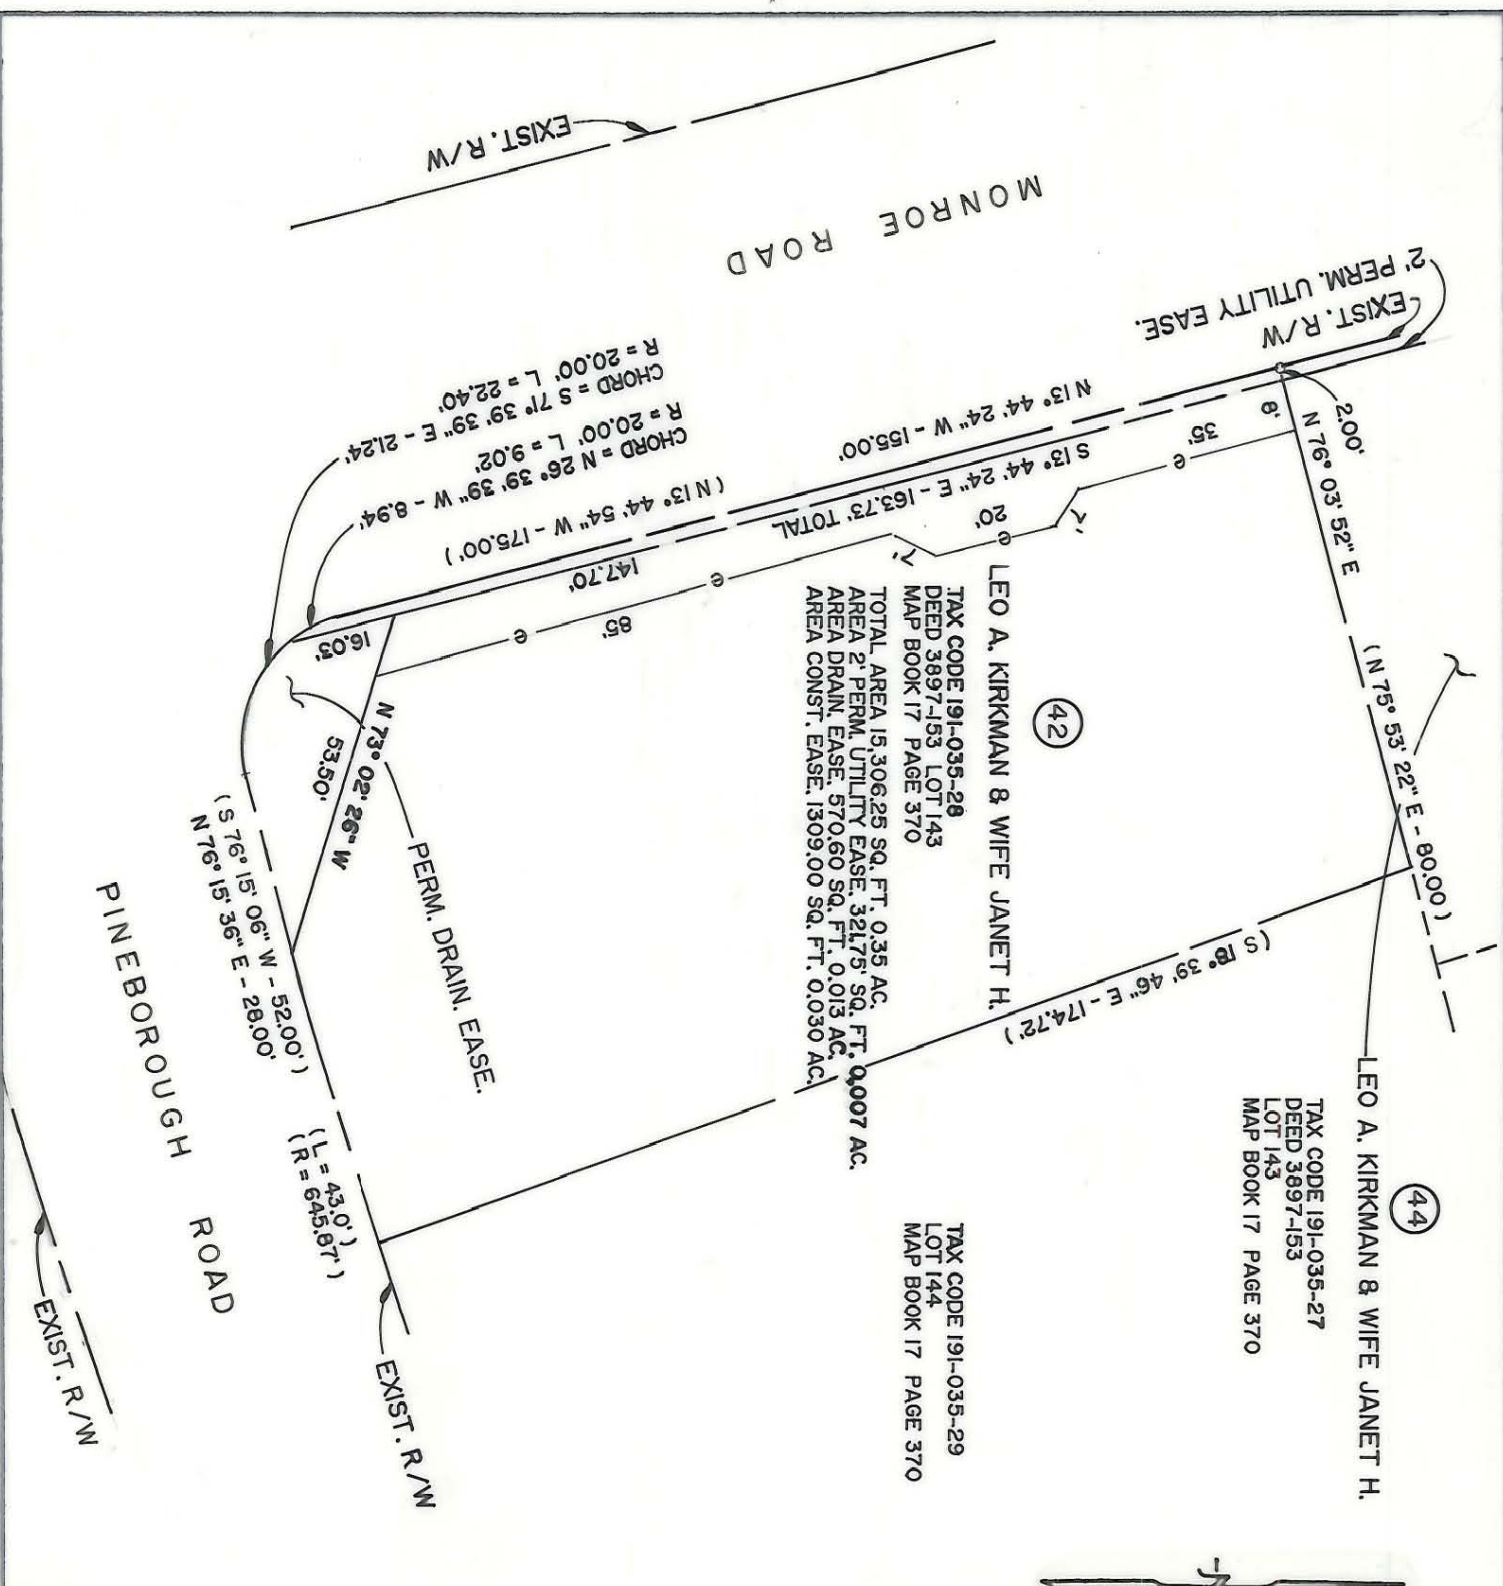 EXIST. R/W
MONROE ROAD
2' PERM. UTILITY EASE.
EXIST. R/W
2.00'
N 76° 03' 52" E
(N 75° 53' 22" E - 80.00)
8'
35'
e
2'
20'
e
2'
e
85'
e
N 13° 44' 24" W - 155.00'
S 13° 44' 24" E - 163.73' TOTAL
(N 13° 44' 54" W - 175.00')
147.70'
16.03'
CHORD = N 26° 39' 39" W - 8.94'
R = 20.00' L = 9.02'
CHORD = S 71° 39' 39" E - 21.24'
R = 20.00' L = 22.40'
42
LEO A. KIRKMAN & WIFE JANET H.
TAX CODE 191-035-28
DEED 3897-153 LOT 143
MAP BOOK 17 PAGE 370
TOTAL AREA 15,306.25 SQ. FT. 0.35 AC.
AREA 2' PERM. UTILITY EASE. 321.75' SQ. FT. 0.007 AC.
AREA DRAIN. EASE. 570.60 SQ. FT. 0.013 AC.
AREA CONST. EASE. 1309.00 SQ. FT. 0.030 AC.
N 73° 02' 26" W
53.50'
PERM. DRAIN. EASE.
(S 76° 15' 06" W - 52.00')
N 76° 15' 36" E - 28.00'
(L = 43.0')
(R = 645.87')
PINEBOROUGH ROAD
EXIST. R/W
EXIST. R/W
(S 18° 39' 46" E - 174.72')
44
LEO A. KIRKMAN & WIFE JANET H.
TAX CODE 191-035-27
DEED 3897-153
LOT 143
MAP BOOK 17 PAGE 370
TAX CODE 191-035-29
LOT 144
MAP BOOK 17 PAGE 370